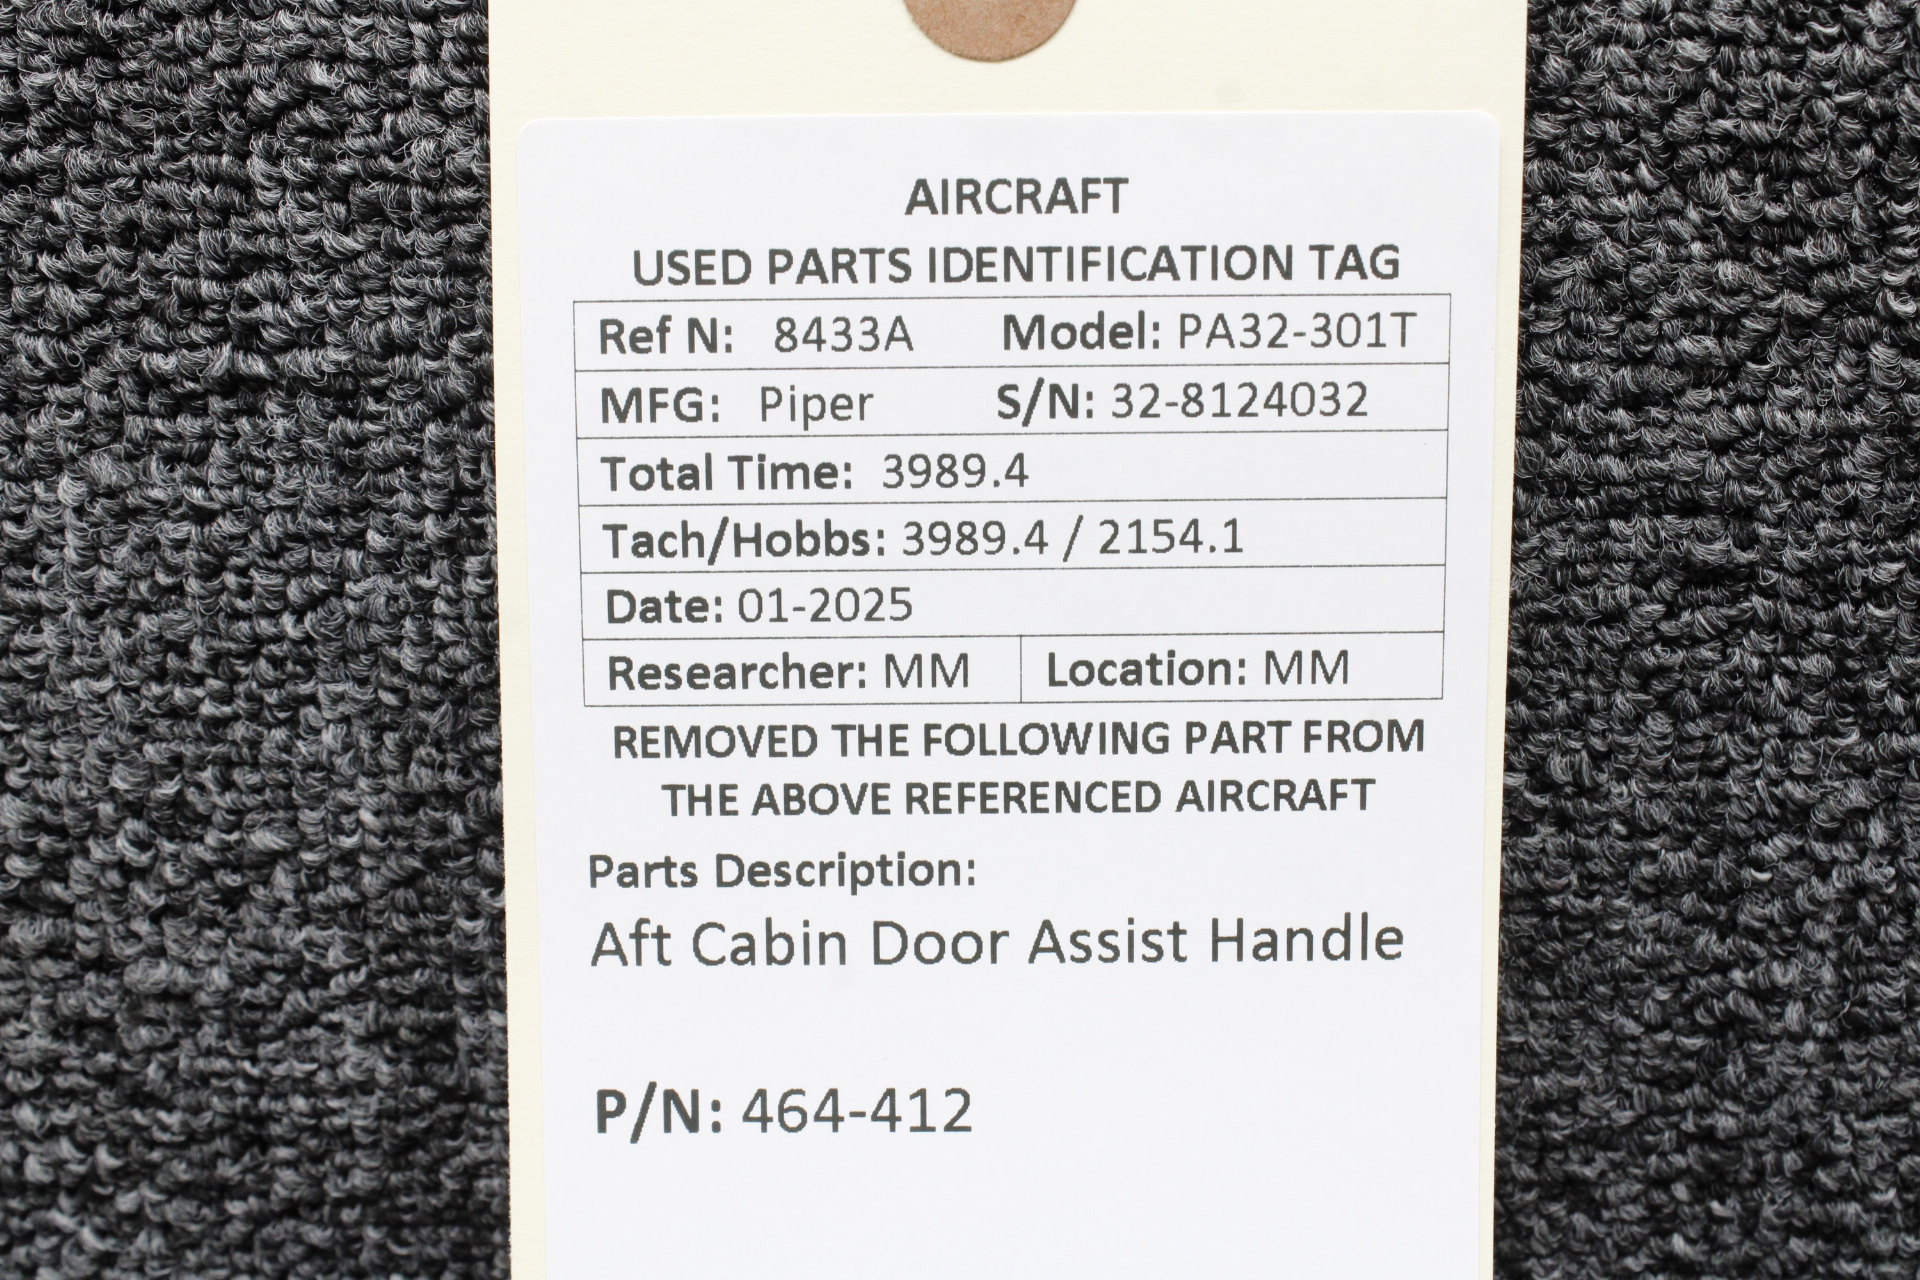 AIRCRAFT
USED PARTS IDENTIFICATION TAG
Ref N: 8433A Model: PA32-301T
MFG: Piper S/N: 32-8124032
Total Time: 3989.4
Tach/Hobbs: 3989.4 / 2154.1
Date: 01-2025
Researcher: MM Location: MM
REMOVED THE FOLLOWING PART FROM
THE ABOVE REFERENCED AIRCRAFT
Parts Description:
Aft Cabin Door Assist Handle
P/N: 464-412